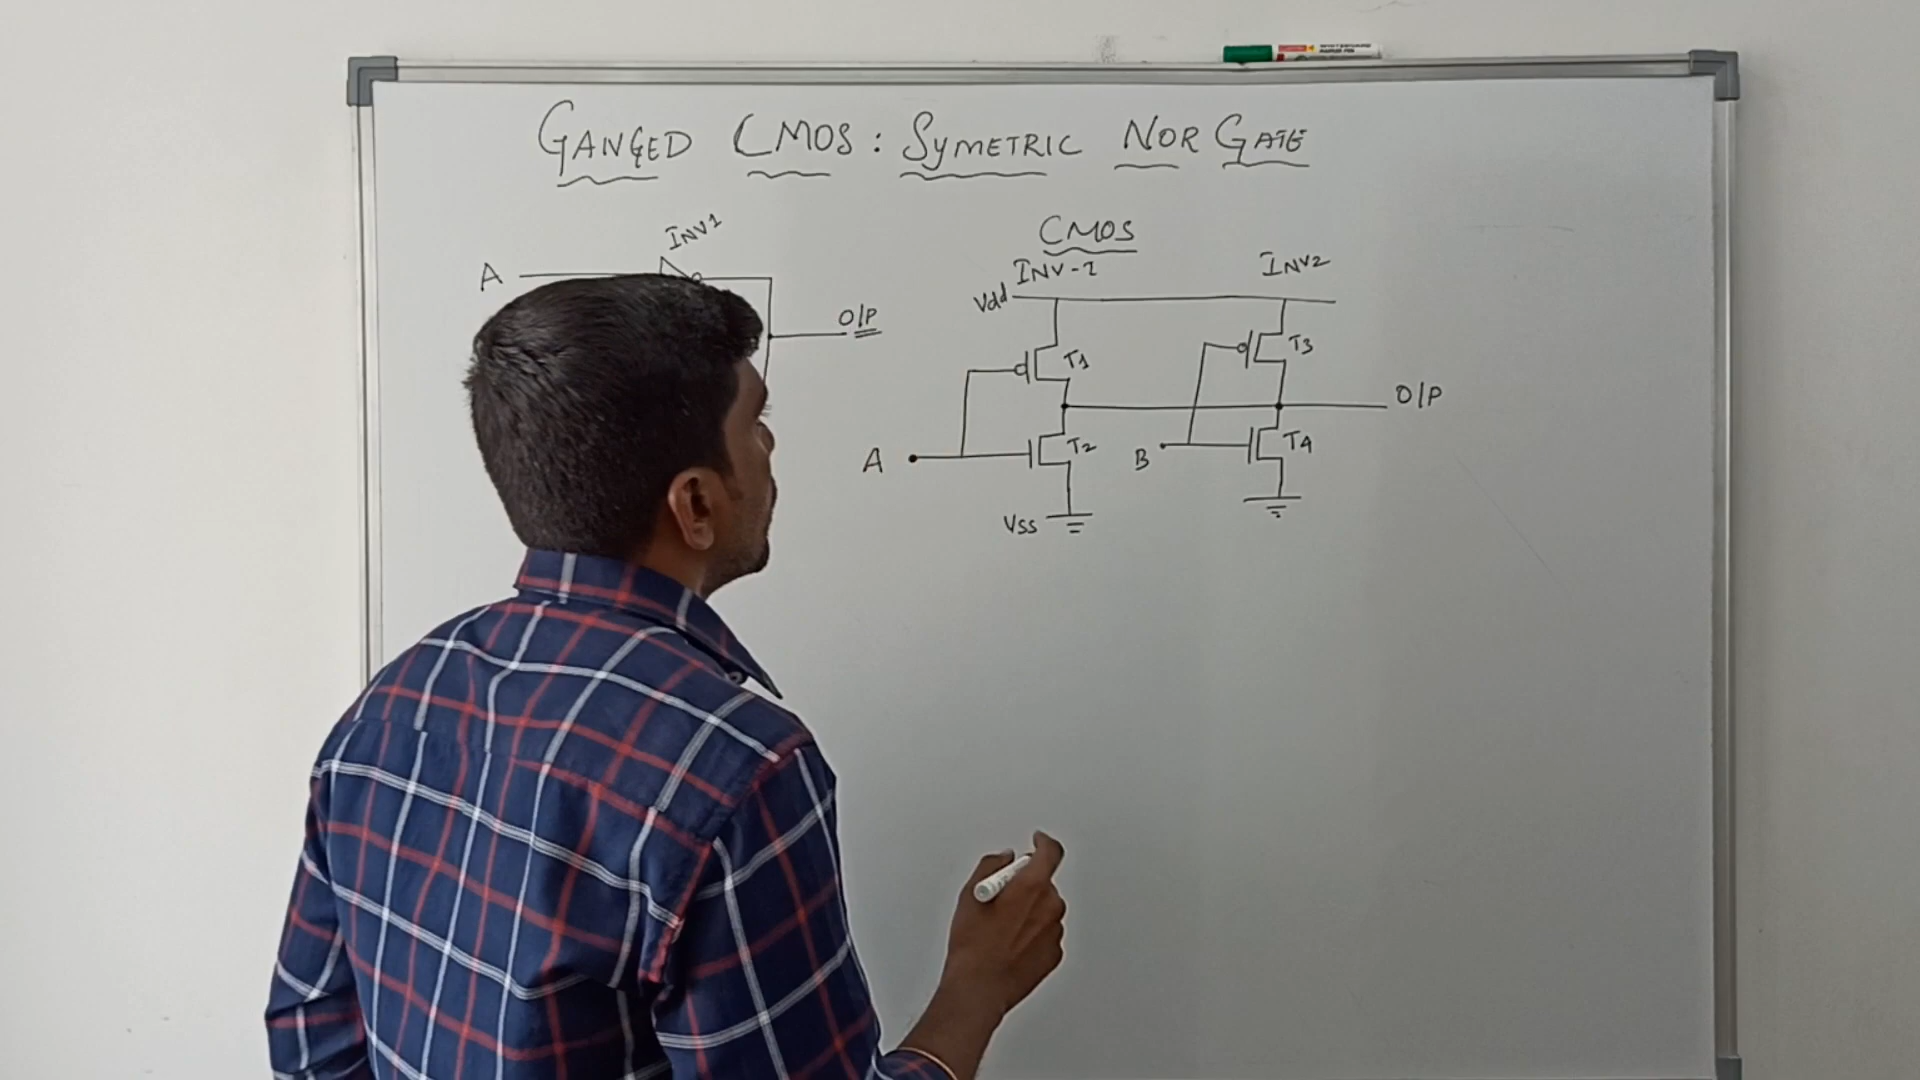 GANGED CMOS: SYMETRIC NOR GATE
INV1
A
O/P
CMOS
INV-1
INV2
Vdd
T1
T3
O/P
A
T2
B
T4
VSS